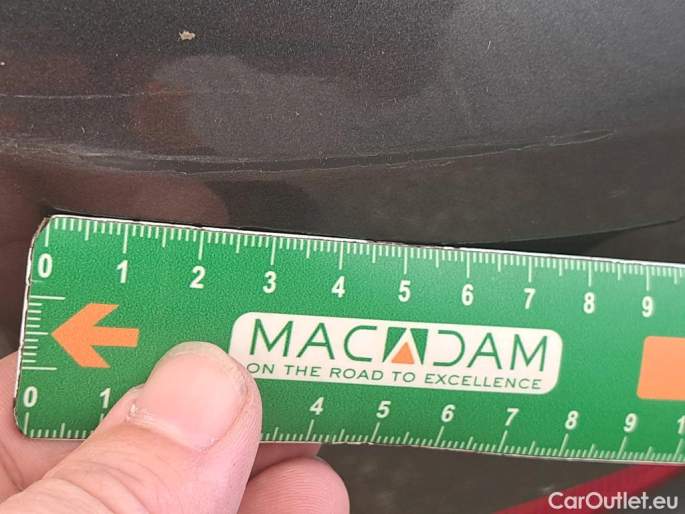 0 1 2 3 4 5 6 7 8 9
MACADAM
ON THE ROAD TO EXCELLENCE
0 1 4 5 6 7 8 9 1
CarOutlet.eu